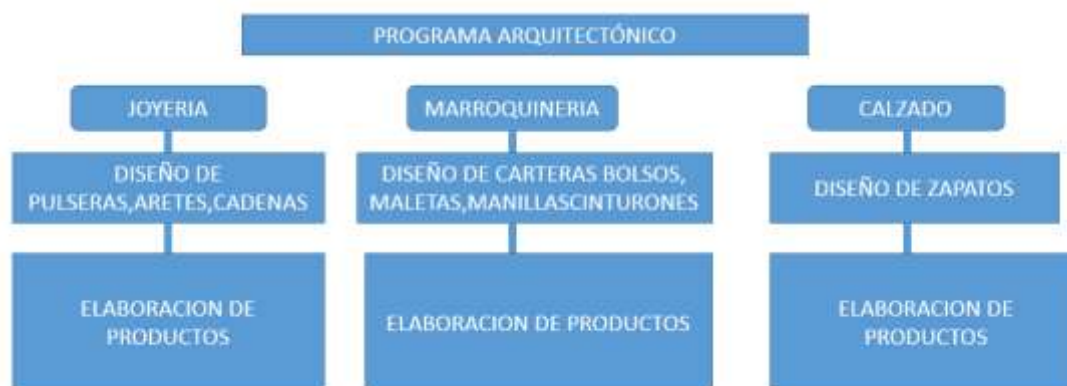 PROGRAMA ARQUITECTÓNICO
JOYERIA
DISEÑO DE
PULSERAS,ARETES,CADENAS
ELABORACION DE
PRODUCTOS
MARROQUINERIA
DISEÑO DE CARTERAS BOLSOS,
MALETAS,MANILLASCINTURONES
ELABORACION DE PRODUCTOS
CALZADO
DISEÑO DE ZAPATOS
ELABORACION DE
PRODUCTOS